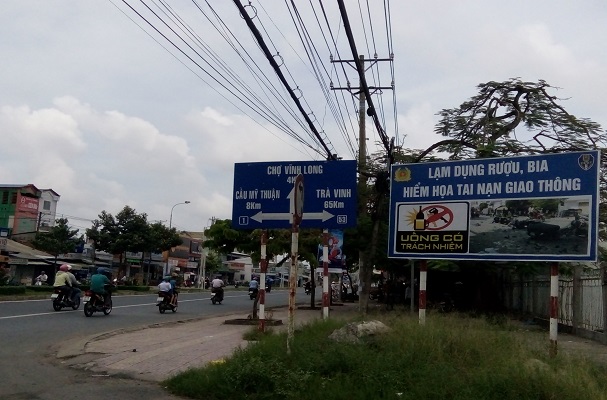 CHỢ VĨNH LONG
4KM
CẦU MỸ THUẬN
6Km
TRÀ VINH
65Km
1
53
LẠM DỤNG RƯỢU, BIA
HIỂM HỌA TAI NẠN GIAO THÔNG
UỐNG CÓ
TRÁCH NHIỆM